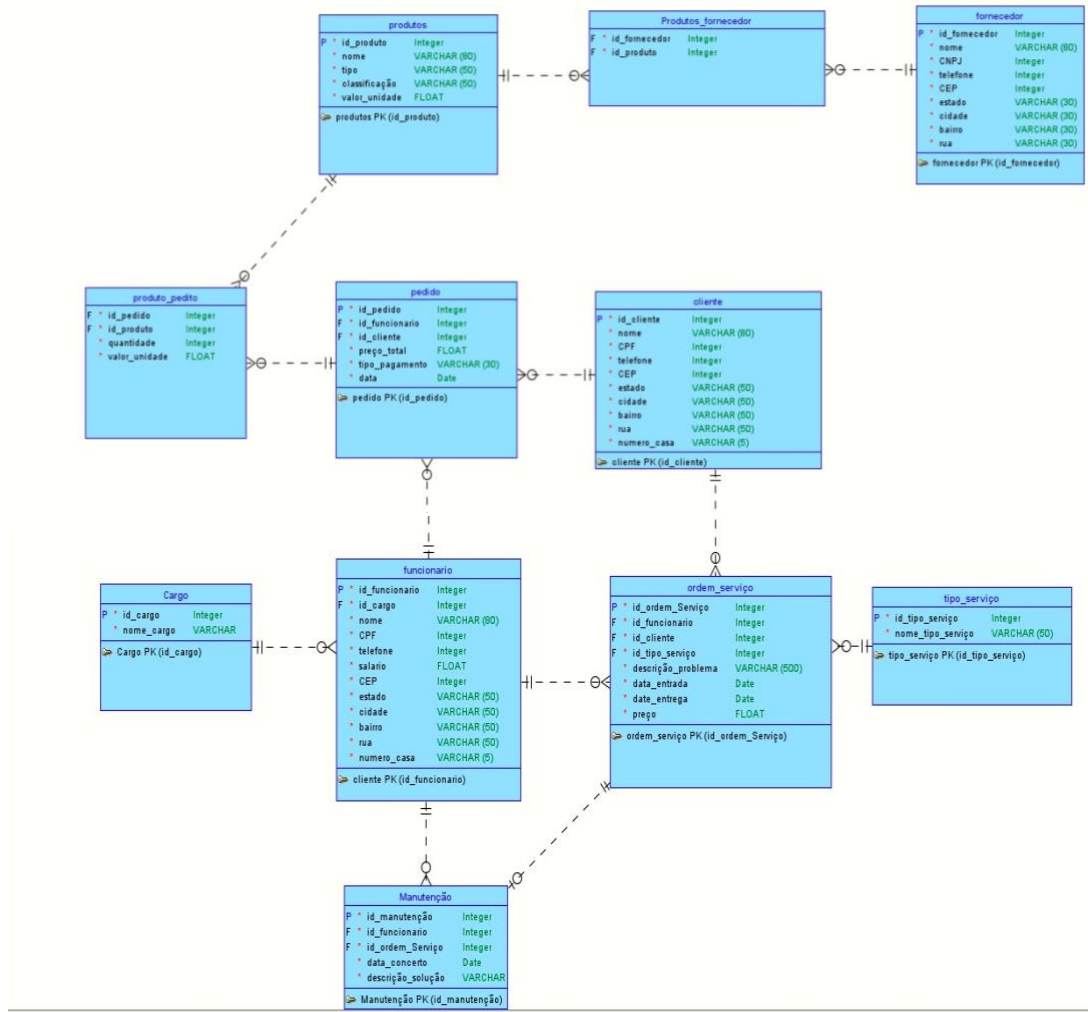 produtos
P * id_produto Integer
* nome VARCHAR (80)
* tipo VARCHAR (50)
* classificação VARCHAR (50)
* valor_unidade FLOAT
produtos PK (id_produto)
Produtos_fornecedor
F * id_fornecedor Integer
F * id_produto Integer
fornecedor
P * id_fornecedor Integer
* nome VARCHAR (80)
* CNPJ Integer
* telefone Integer
* CEP Integer
* estado VARCHAR (30)
* cidade VARCHAR (30)
* bairro VARCHAR (30)
* rua VARCHAR (30)
fornecedor PK (id_fornecedor)
produto_pedito
F * id_pedido Integer
F * id_produto Integer
* quantidade Integer
* valor_unidade FLOAT
pedido
P * id_pedido Integer
F * id_funcionario Integer
F * id_cliente Integer
* preço_total FLOAT
* tipo_pagamento VARCHAR (30)
* data Date
pedido PK (id_pedido)
cliente
P * id_cliente Integer
* nome VARCHAR (80)
* CPF Integer
* telefone Integer
* CEP Integer
* estado VARCHAR (50)
* cidade VARCHAR (50)
* bairro VARCHAR (50)
* rua VARCHAR (50)
* numero_casa VARCHAR (5)
cliente PK (id_cliente)
Cargo
P * id_cargo Integer
* nome_cargo VARCHAR
Cargo PK (id_cargo)
funcionario
P * id_funcionario Integer
F * id_cargo Integer
* nome VARCHAR (80)
* CPF Integer
* telefone Integer
* salario FLOAT
* CEP Integer
* estado VARCHAR (50)
* cidade VARCHAR (50)
* bairro VARCHAR (50)
* rua VARCHAR (50)
* numero_casa VARCHAR (5)
cliente PK (id_funcionario)
ordem_serviço
P * id_ordem_Serviço Integer
F * id_funcionario Integer
F * id_cliente Integer
F * id_tipo_serviço Integer
* descrição_problema VARCHAR (500)
* data_entrada Date
* date_entrega Date
* preço FLOAT
ordem_serviço PK (id_ordem_Serviço)
tipo_serviço
P * id_tipo_serviço Integer
* nome_tipo_serviço VARCHAR (50)
tipo_serviço PK (id_tipo_serviço)
Manutenção
P * id_manutenção Integer
F * id_funcionario Integer
F * id_ordem_Serviço Integer
* data_concerto Date
* descrição_solução VARCHAR
Manutenção PK (id_manutenção)